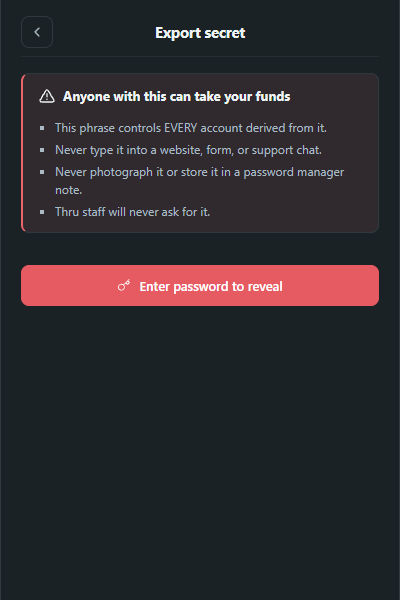 Export secret
Anyone with this can take your funds
▪ This phrase controls EVERY account derived from it.
▪ Never type it into a website, form, or support chat.
▪ Never photograph it or store it in a password manager
note.
▪ Thru staff will never ask for it.
Enter password to reveal